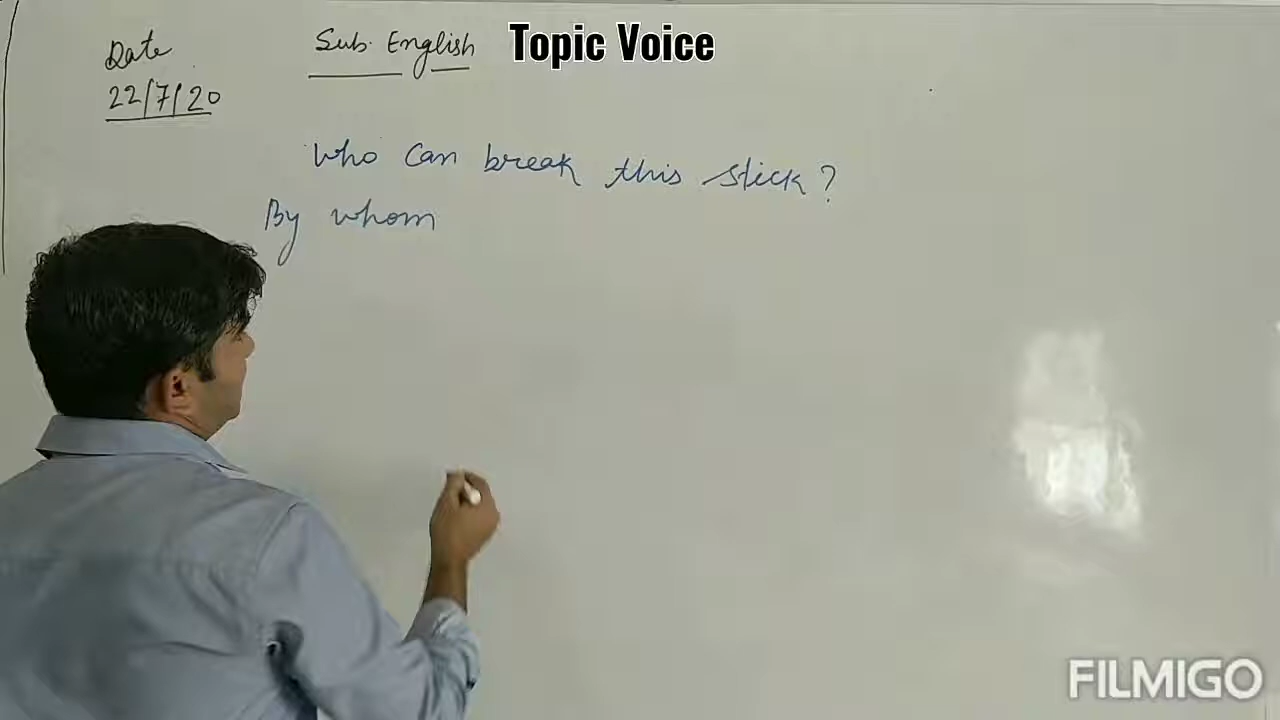 Date
22/7/20
Sub. English
Topic Voice
Who can break this stick?
By whom
FILMIGO